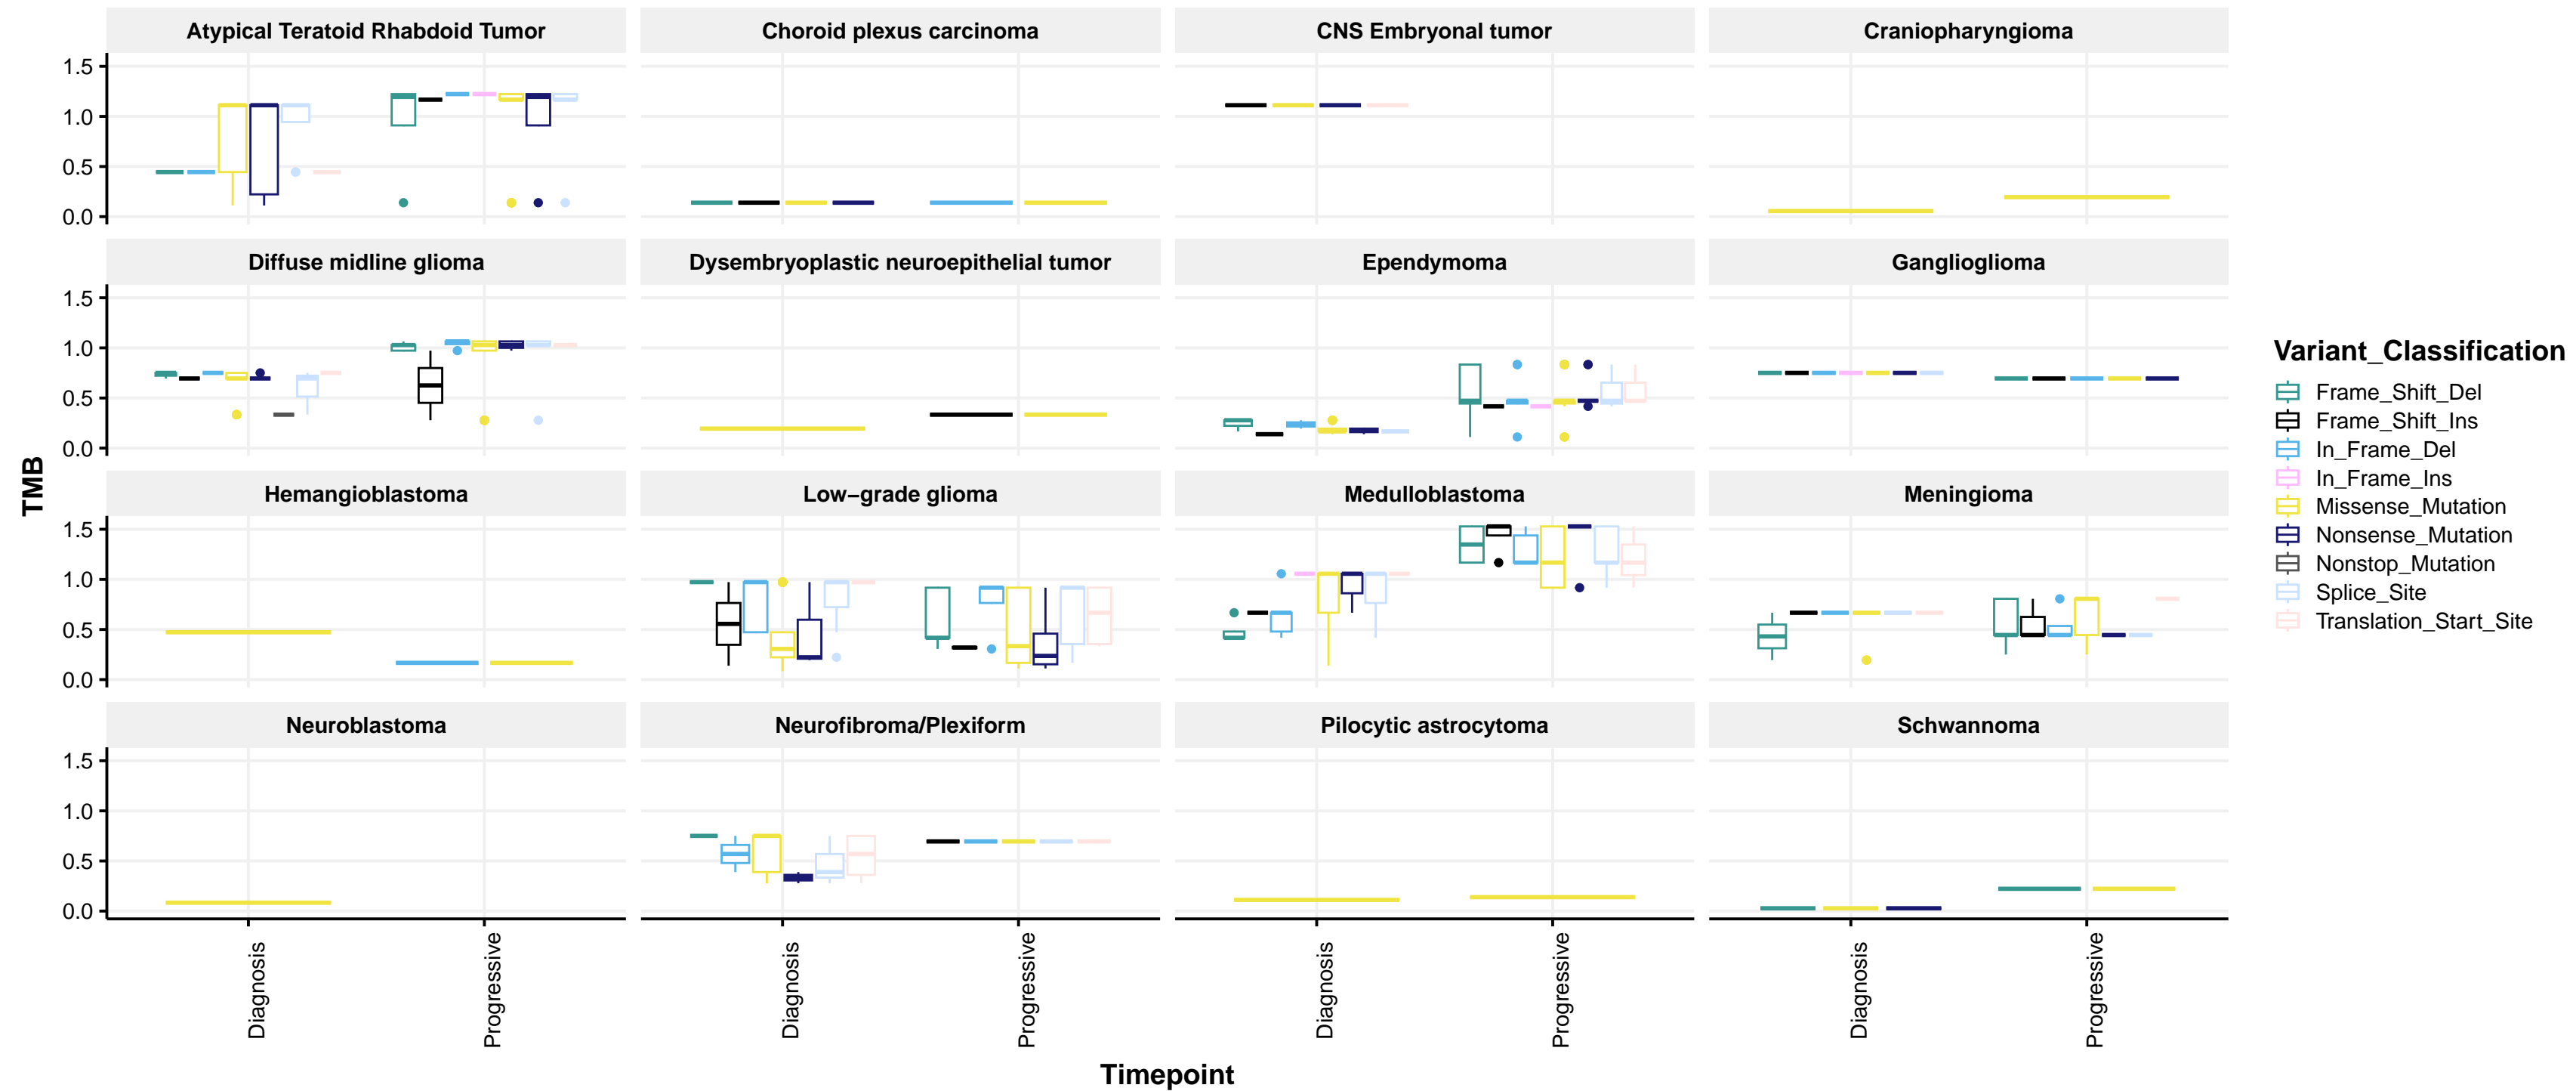 Atypical Teratoid Rhabdoid Tumor
Choroid plexus carcinoma
CNS Embryonal tumor
Craniopharyngioma
1.5
1.0
0.5
0.0
Diffuse midline glioma
Dysembryoplastic neuroepithelial tumor
Ependymoma
Ganglioglioma
1.5
1.0
0.5
0.0
Hemangioblastoma
Low−grade glioma
Medulloblastoma
Meningioma
1.5
1.0
0.5
0.0
Neuroblastoma
Neurofibroma/Plexiform
Pilocytic astrocytoma
Schwannoma
1.5
1.0
0.5
0.0
TMB
Diagnosis
Progressive
Diagnosis
Progressive
Diagnosis
Progressive
Diagnosis
Progressive
Timepoint
Variant_Classification
Frame_Shift_Del
Frame_Shift_Ins
In_Frame_Del
In_Frame_Ins
Missense_Mutation
Nonsense_Mutation
Nonstop_Mutation
Splice_Site
Translation_Start_Site